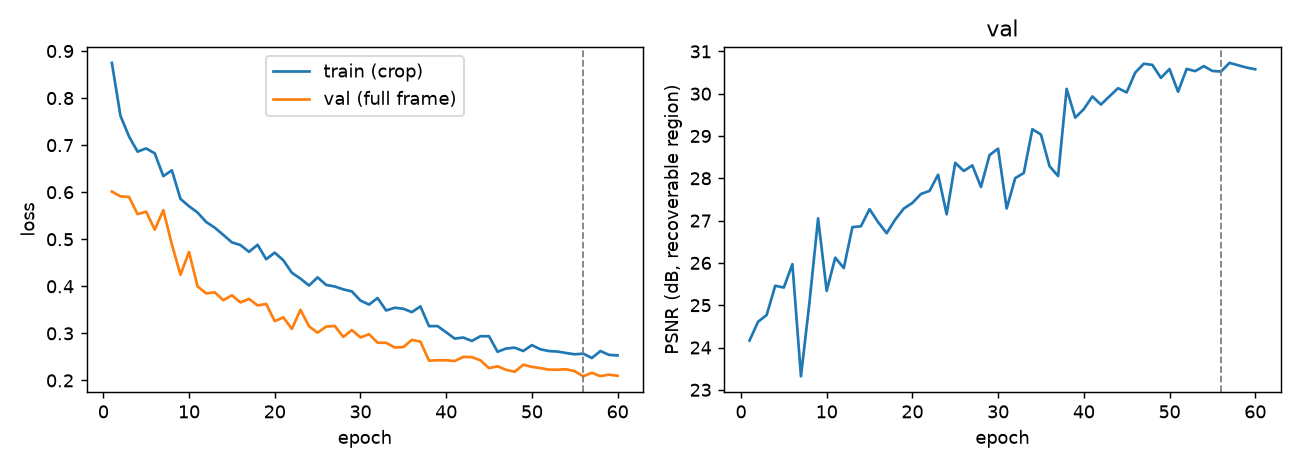 0.9
0.8
0.7
0.6
0.5
0.4
0.3
0.2
loss
0 10 20 30 40 50 60
epoch
train (crop)
val (full frame)
val
31
30
29
28
27
26
25
24
23
PSNR (dB, recoverable region)
0 10 20 30 40 50 60
epoch